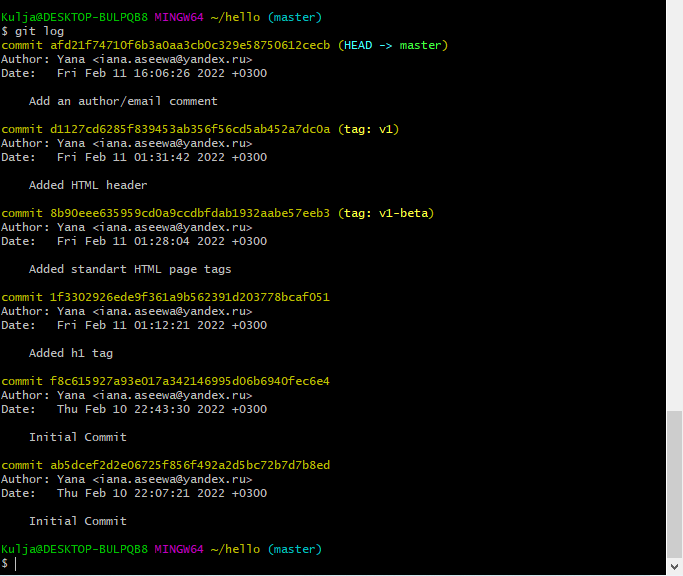 Kulja@DESKTOP-BULPQB8 MINGW64 ~/hello (master)
$ git log
commit afd21f74710f6b3a0aa3cb0c329e58750612cecb (HEAD -> master)
Author: Yana <iana.aseewa@yandex.ru>
Date:   Fri Feb 11 16:06:26 2022 +0300

    Add an author/email comment

commit d1127cd6285f839453ab356f56cd5ab452a7dc0a (tag: v1)
Author: Yana <iana.aseewa@yandex.ru>
Date:   Fri Feb 11 01:31:42 2022 +0300

    Added HTML header

commit 8b90eee635959cd0a9ccdbfdab1932aabe57eeb3 (tag: v1-beta)
Author: Yana <iana.aseewa@yandex.ru>
Date:   Fri Feb 11 01:28:04 2022 +0300

    Added standart HTML page tags

commit 1f3302926ede9f361a9b562391d203778bcaf051
Author: Yana <iana.aseewa@yandex.ru>
Date:   Fri Feb 11 01:12:21 2022 +0300

    Added h1 tag

commit f8c615927a93e017a342146995d06b6940fec6e4
Author: Yana <iana.aseewa@yandex.ru>
Date:   Thu Feb 10 22:43:30 2022 +0300

    Initial Commit

commit ab5dcef2d2e06725f856f492a2d5bc72b7d7b8ed
Author: Yana <iana.aseewa@yandex.ru>
Date:   Thu Feb 10 22:07:21 2022 +0300

    Initial Commit

Kulja@DESKTOP-BULPQB8 MINGW64 ~/hello (master)
$